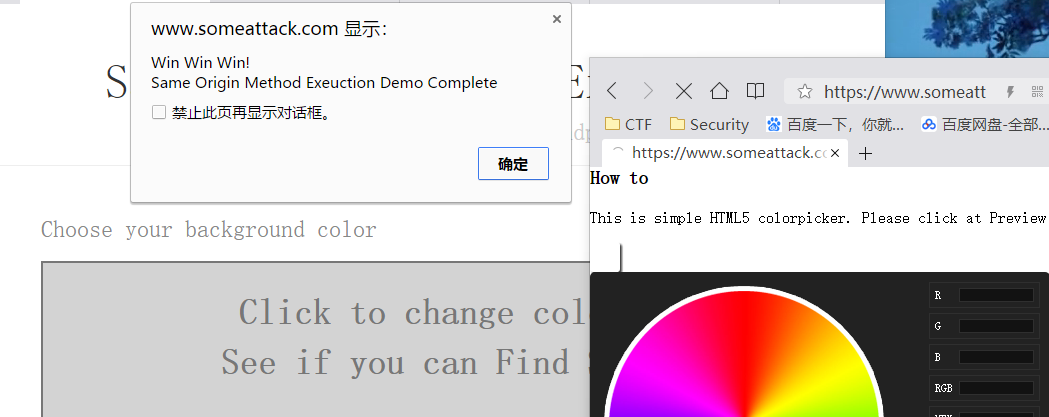 www.someattack.com 显示：
Win Win Win!
Same Origin Method Exeuction Demo Complete
禁止此页再显示对话框。
确定
Choose your background color
Click to change col
See if you can Find
https://www.someatt
CTF
Security
百度一下，你就...
百度网盘-全部...
https://www.someattack.co
How to
This is simple HTML5 colorpicker. Please click at Preview
R
G
B
RGB